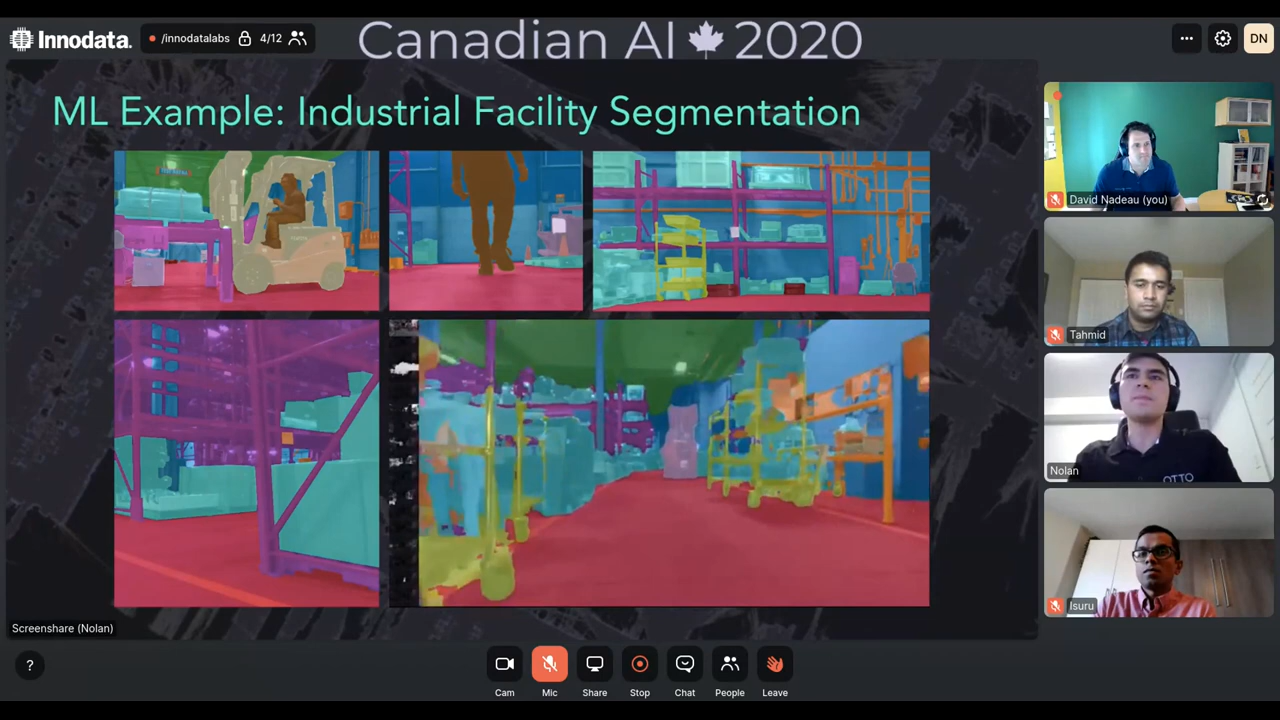 Innodata.
/innodatalabs
4/12
Canadian AI 2020
DN
ML Example: Industrial Facility Segmentation
David Nadeau (you)
Tahmid
Nolan
OTTO
Isuru
Screenshare (Nolan)
?
Cam
Mic
Share
Stop
Chat
People
Leave